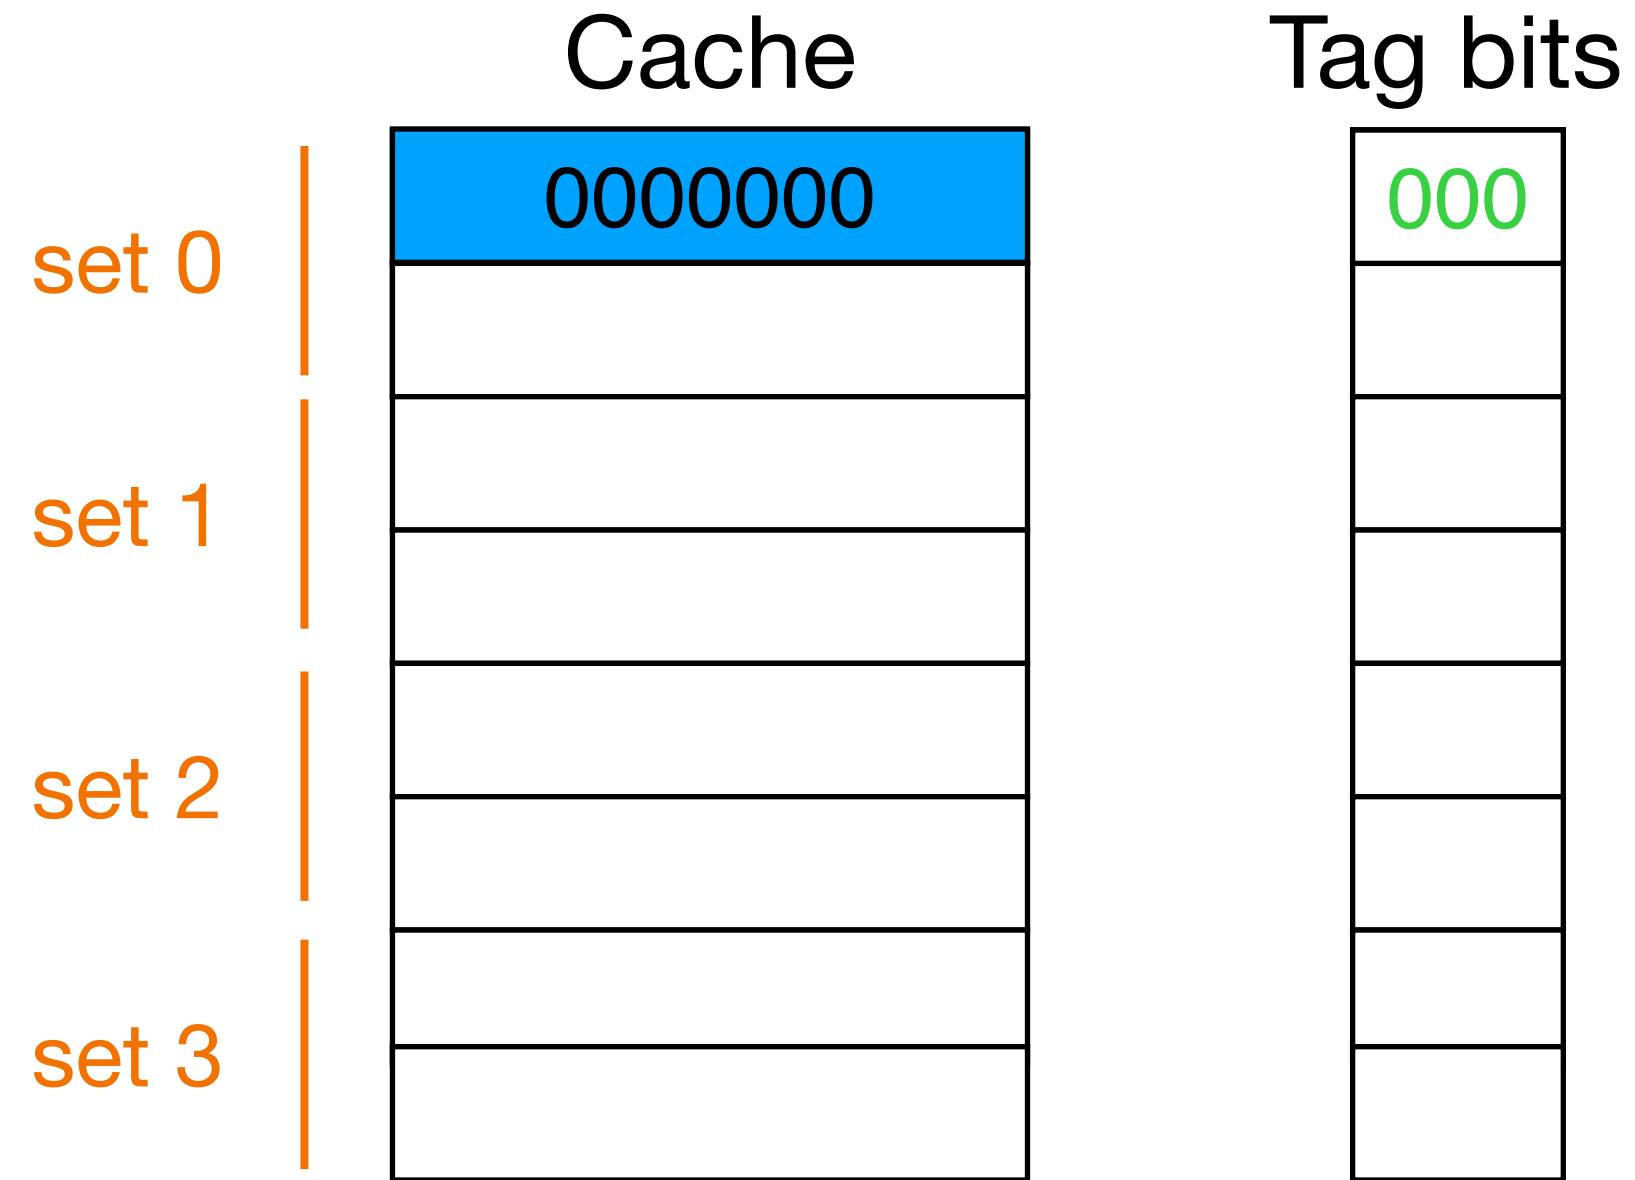 Cache
Tag bits
0000000
000
set 0
set 1
set 2
set 3